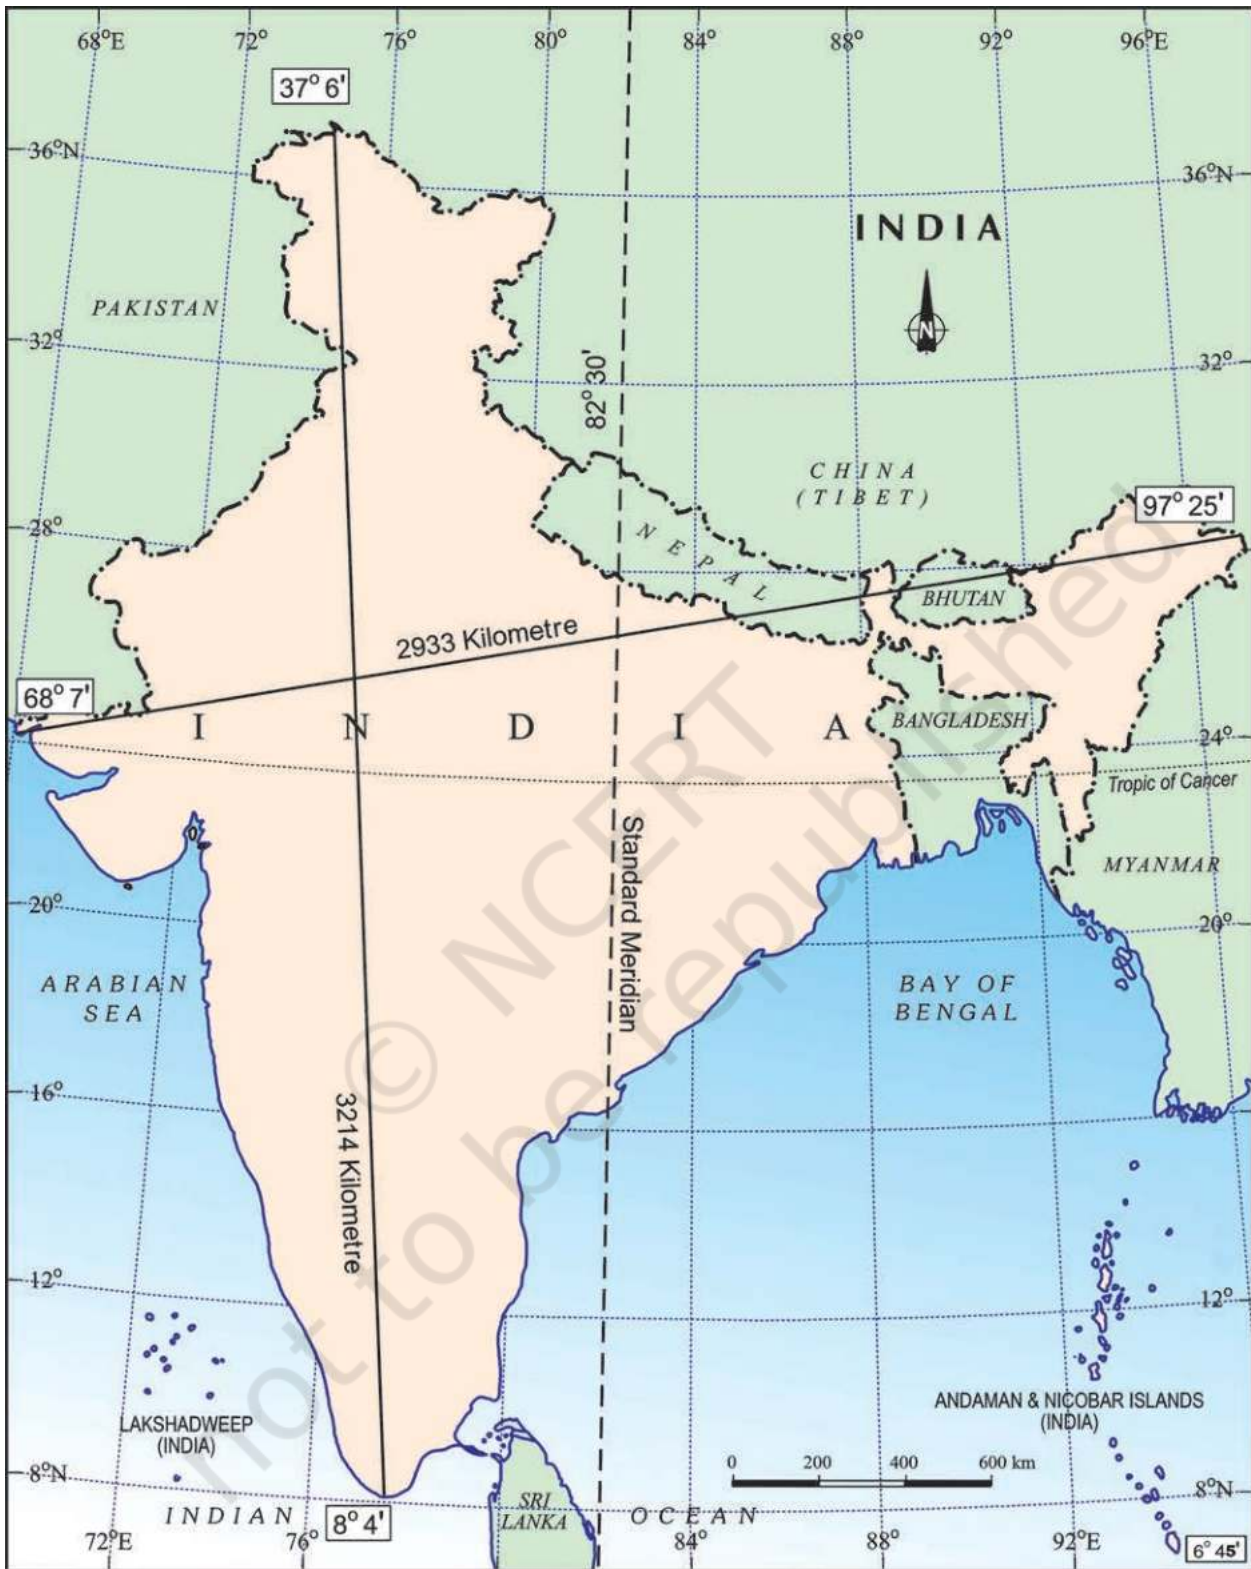 68°E 72° 76° 80° 84° 88° 92° 96°E
37° 6'
36°N
36°N
INDIA
N
PAKISTAN
32°
32°
82° 30'
CHINA
(TIBET)
97° 25'
28°
NEPAL
BHUTAN
2933 Kilometre
68° 7'
I N D I A
BANGLADESH
24°
Tropic of Cancer
Standard Meridian
MYANMAR
20°
20°
ARABIAN
SEA
BAY OF
BENGAL
16°
3214 Kilometre
12°
12°
LAKSHADWEEP
(INDIA)
ANDAMAN & NICOBAR ISLANDS
(INDIA)
0 200 400 600 km
8°N
8°N
INDIAN
8° 4'
SRI
LANKA
OCEAN
72°E 76° 80° 84° 88° 92°E
6° 45'
© NCERT
not to be republished